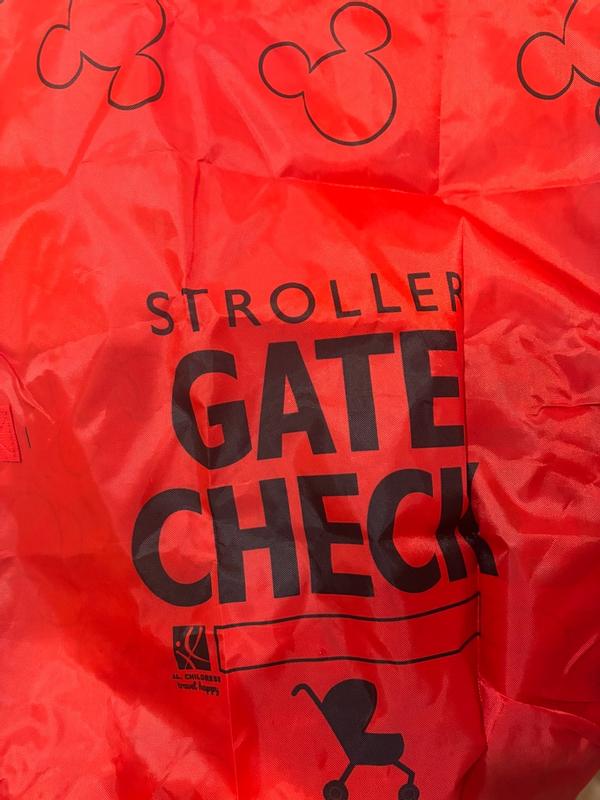 STROLLER
GATE
CHECK
J.L. CHILDRESS
travel happy